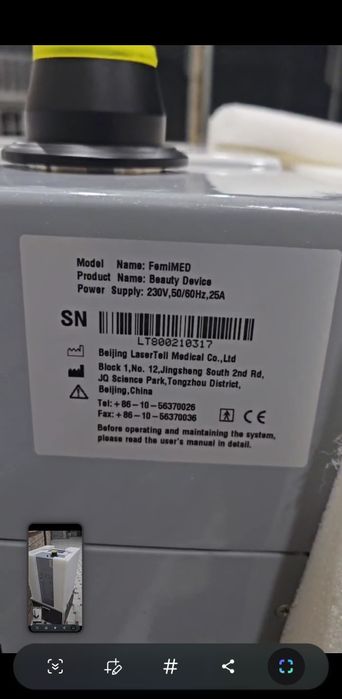 Model Name: FemiMED
Product Name: Beauty Device
Power Supply: 230V,50/60Hz,25A
SN
LT800210317
Beijing LaserTell Medical Co.,Ltd
Block 1,No. 12,Jingsheng South 2nd Rd,
JQ Science Park,Tongzhou District,
Beijing,China
Tel: +86-10-56370026
Fax: +86-10-56370036
CE
Before operating and maintaining the system,
please read the user's manual in detail.
#